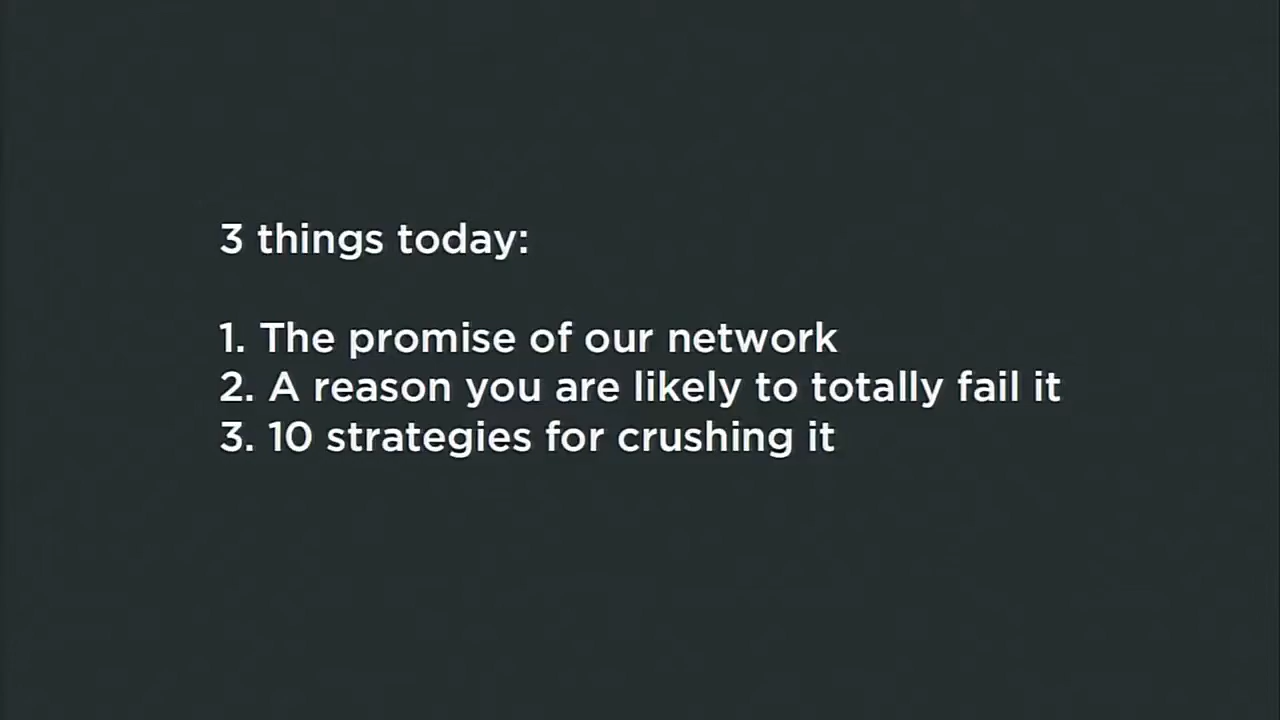 3 things today:
1. The promise of our network
2. A reason you are likely to totally fail it
3. 10 strategies for crushing it